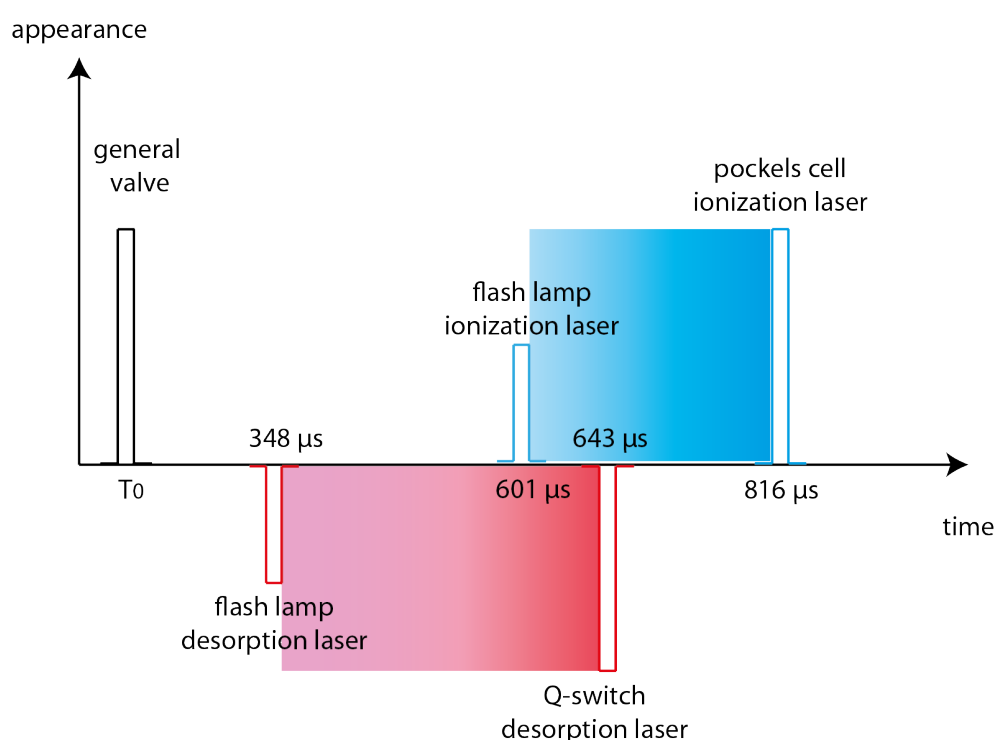 appearance
general
valve
pockels cell
ionization laser
flash lamp
ionization laser
348 µs
643 µs
T0
601 µs
816 µs
time
flash lamp
desorption laser
Q-switch
desorption laser